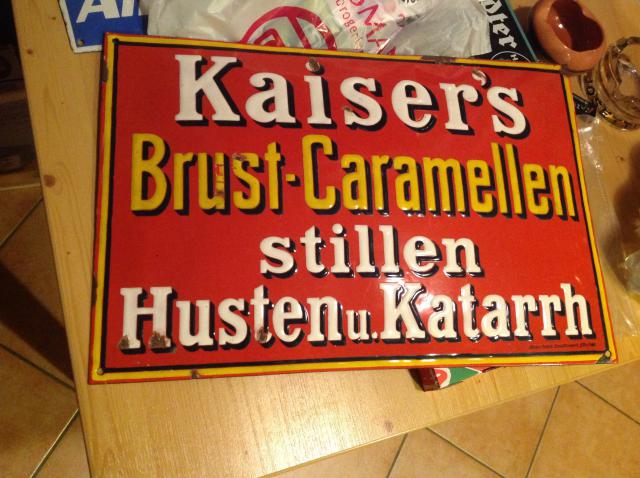 Kaiser's
Brust-Caramellen
stillen
Husten u. Katarrh